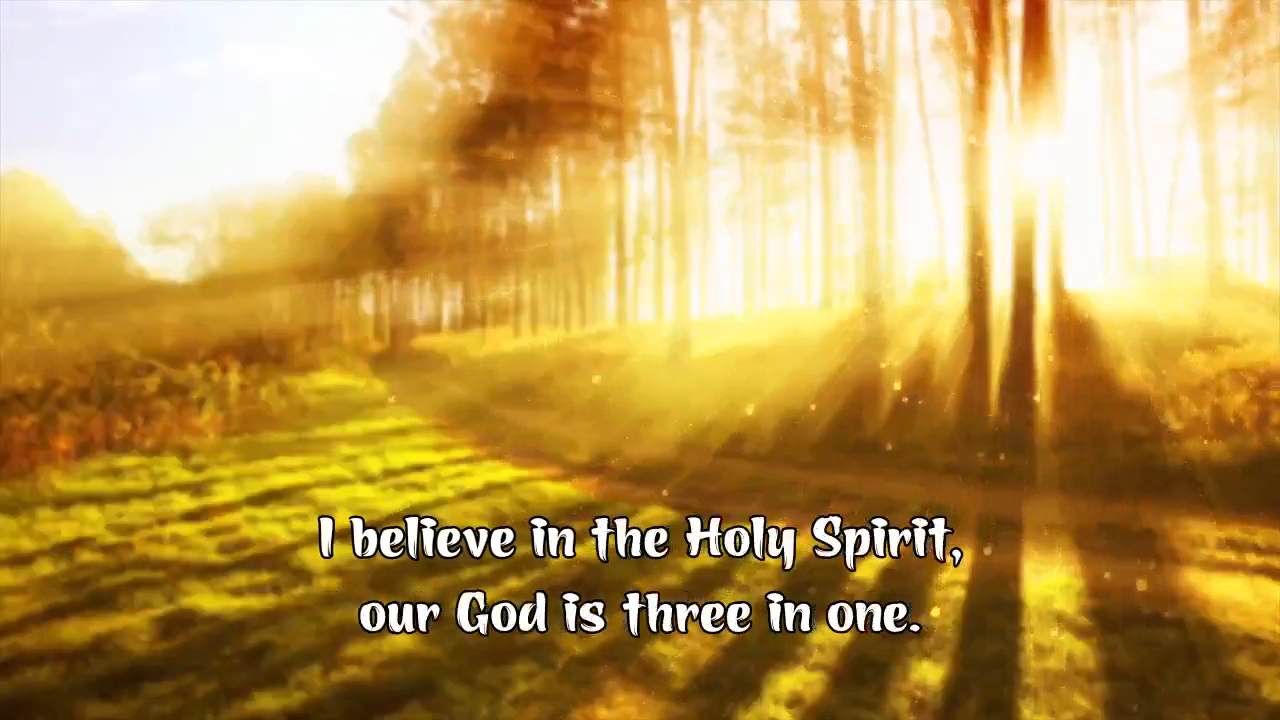 I believe in the Holy Spirit,
our God is three in one.